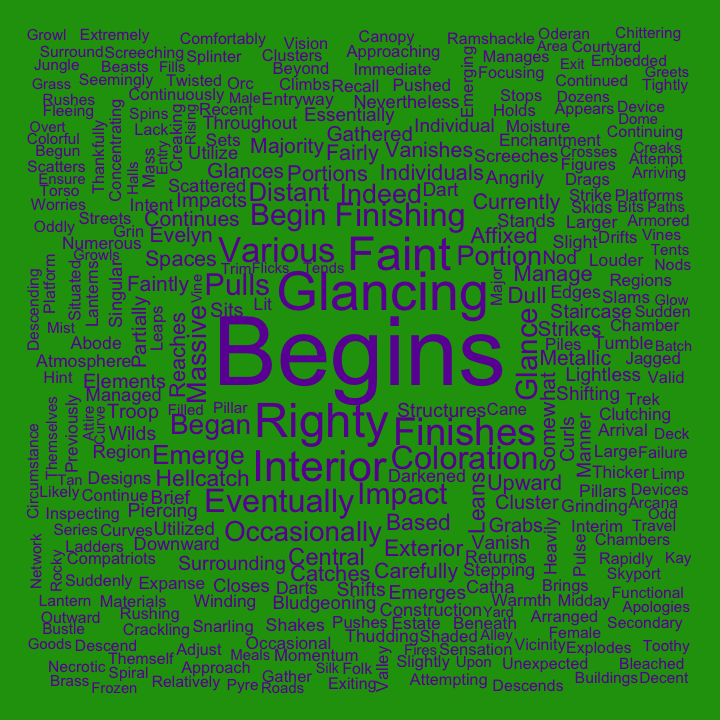 Growl Extremely Comfortably Vision Canopy Ramshackle Oderan Chittering
Surround Screeching Splinter Clusters Approaching Manages Area Courtyard
Jungle Beasts Fills Beyond Immediate Focusing Exit Embedded
Grass Seemingly Twisted Orc Climbs Recall Pushed Emerging Continued Greets
Rushes Continuously Male Entryway Nevertheless Stops Dozens Tightly
Fleeing Spins Recent Essentially Holds Appears Device
Overt Lack Creaking Rising Throughout Gathered Individual Moisture Dome
Colorful Thankfully Concentrating Mass Entry Sets Majority Fairly Vanishes Enchantment Continuing
Begun Halls Utilize Screeches Crosses Creaks
Scatters Glances Portions Individuals Angrily Figures Attempt
Ensure Scattered Distant Indeed Dart Drags Arriving
Torso Intent Impacts Currently Strike Platforms
Worries Streets Continues Begin Finishing Stands Skids Bits Paths
Oddly Grin Evelyn Affixed Larger Armored
Numerous Various Faint Portion Nod Slight Drifts Vines
Growls Spaces Louder Tents
Descending Platform Situated Lanterns Singular Faintly Trim Flicks Tends Major Manage Regions Nods
Vine Pulls Glancing Dull Edges Slams Glow
Mist Partially Leaps Sits Lit Staircase Sudden
Abode Reaches Massive Begins Glance Strikes Chamber
Atmosphere Piles Tumble Batch
Hint Elements Metallic Jagged
Managed Lightless Valid
Themselves Previously Attire Curve Troop Filled Pillar Structures Cane Somewhat Shifting Trek
Wilds Began Righty Finishes Curls Manner Clutching
Circumstance Region Emerge Interior Coloration Arrival Deck
Tan Designs Hellcatch Darkened Large Failure
Likely Continue Brief Eventually Impact Leans Upward Thicker Limp
Inspecting Piercing Cluster Pillars Devices
Series Curves Utilized Occasionally Based Grabs Grinding Arcana
Network Ladders Downward Exterior Vanish Heavily Interim Odd Travel
Rocky Compatriots Surrounding Central Returns Pulse Chambers
Suddenly Expanse Closes Catches Carefully Stepping Rapidly Kay
Darts Shifts Emerges Catha Brings Skyport
Lantern Materials Winding Bludgeoning Construction Yard Warmth Midday Functional
Outward Rushing Shakes Pushes Estate Beneath Arranged Apologies
Bustle Crackling Snarling Thudding Shaded Alley Female Secondary
Goods Descend Adjust Occasional Fires Sensation Vicinity Explodes Toothy
Themself Meals Momentum Valley Slightly Upon Unexpected Bleached
Necrotic Spiral Approach Gather Silk Folk Attempting Buildings Decent
Brass Frozen Relatively Pyre Roads Exiting Descends